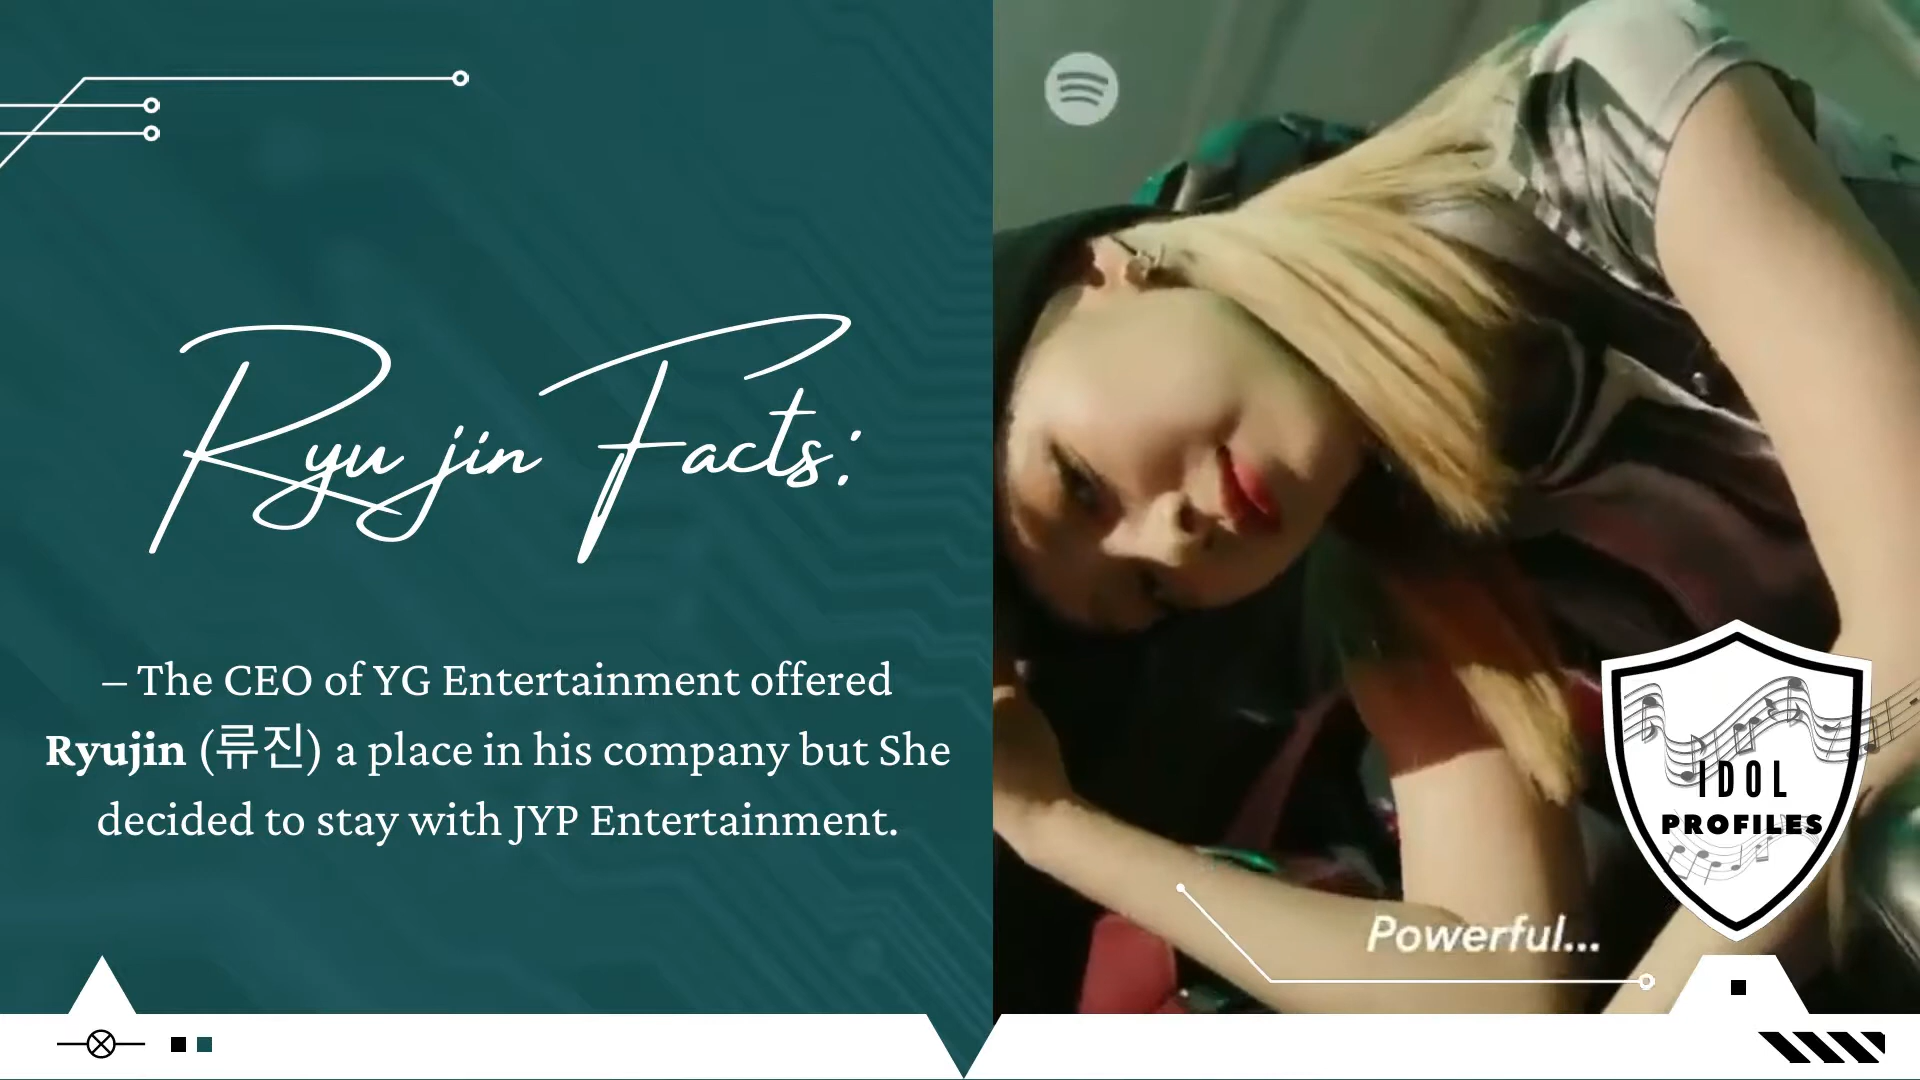 Ryujin Facts:
– The CEO of YG Entertainment offered
Ryujin (류진) a place in his company but She
decided to stay with JYP Entertainment.
Powerful...
IDOL
PROFILES